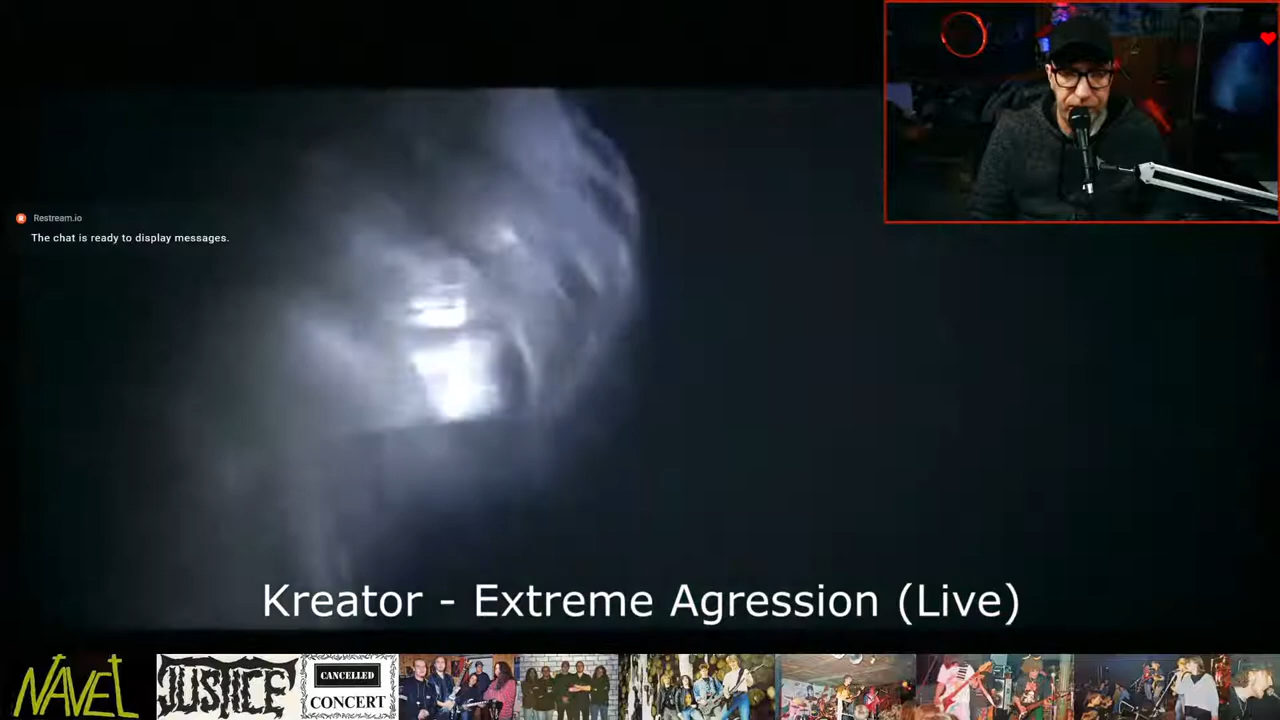 Restream.io
The chat is ready to display messages.
Kreator - Extreme Agression (Live)
NAVEL
JUSTICE
CANCELLED
CONCERT